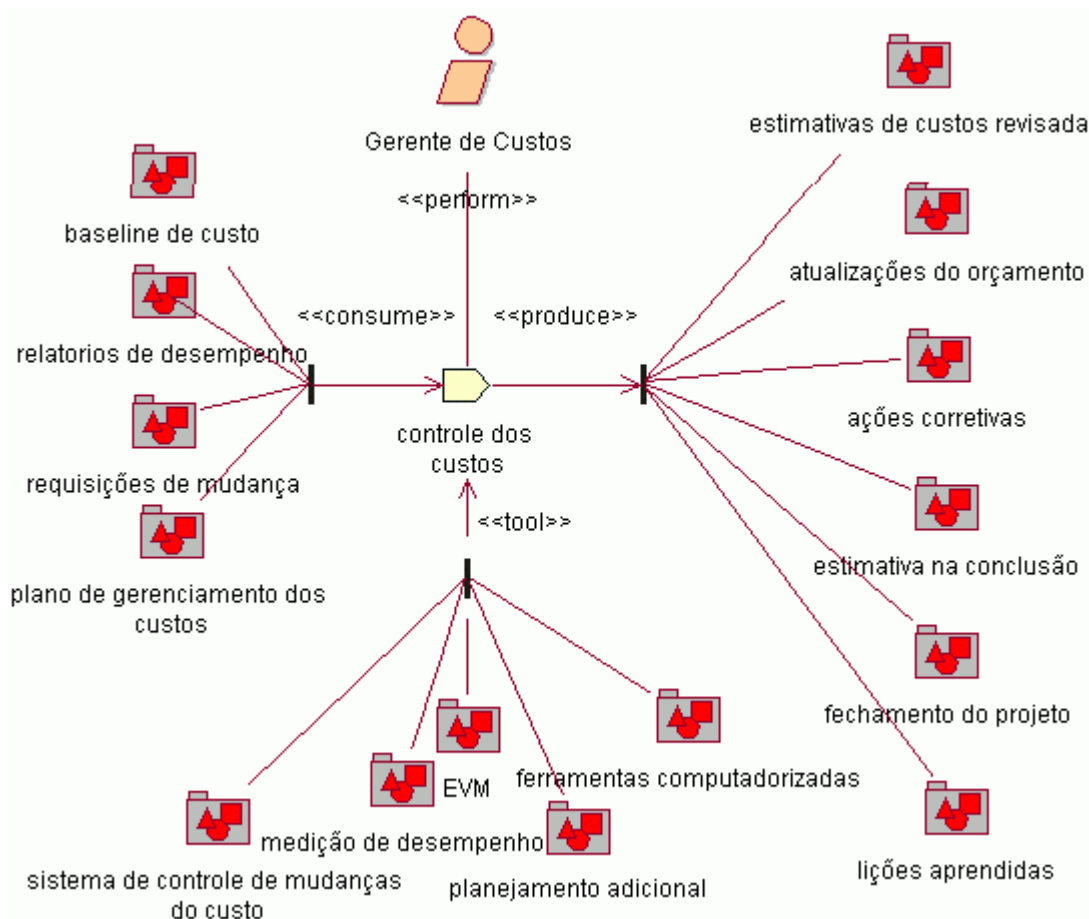 Gerente de Custos
<<perform>>
estimativas de custos revisada
baseline de custo
atualizações do orçamento
<<consume>>
<<produce>>
relatorios de desempenho
ações corretivas
controle dos
custos
requisições de mudança
<<tool>>
estimativa na conclusão
plano de gerenciamento dos
custos
fechamento do projeto
ferramentas computadorizadas
EVM
medição de desempenho
planejamento adicional
sistema de controle de mudanças
do custo
lições aprendidas